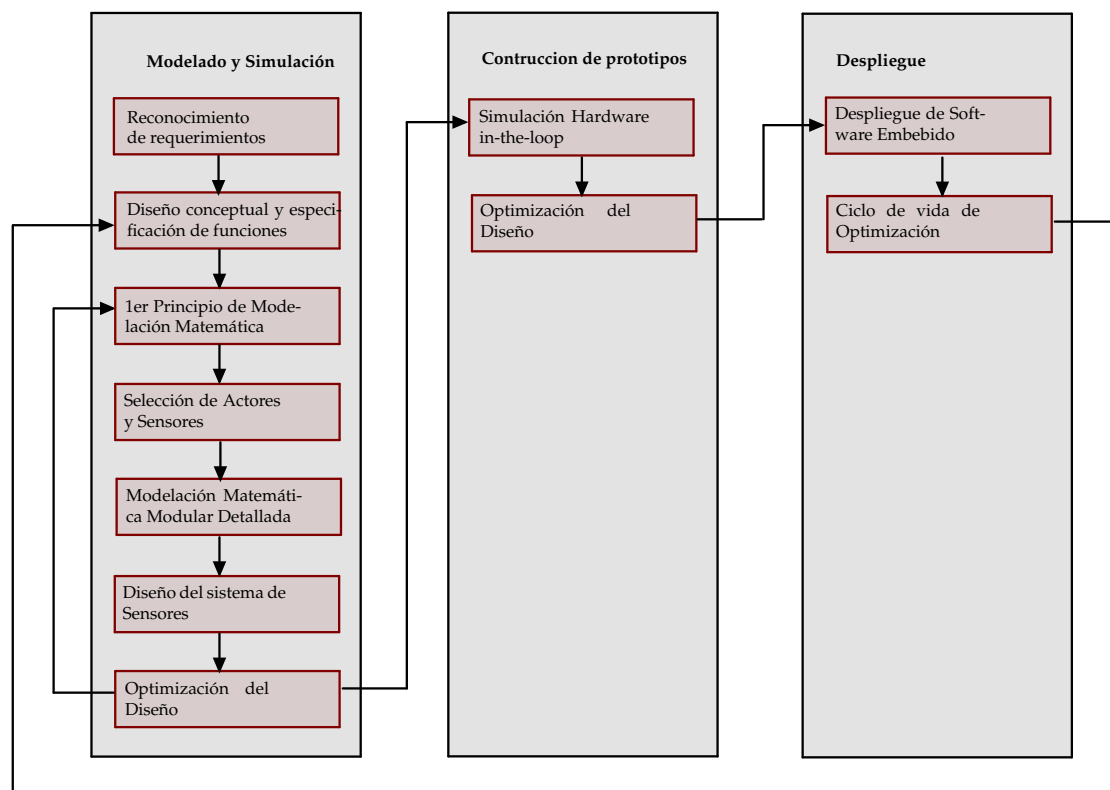 Modelado y Simulación
Reconocimiento
de requerimientos
Diseño conceptual y especi-
ificación de funciones
1er Principio de Mode-
lación Matemática
Selección de Actores
y Sensores
Modelación Matemáti-
ca Modular Detallada
Diseño del sistema de
Sensores
Optimización del
Diseño
Contruccion de prototipos
Simulación Hardware
in-the-loop
Optimización del
Diseño
Despliegue
Despliegue de Soft-
ware Embebido
Ciclo de vida de
Optimización